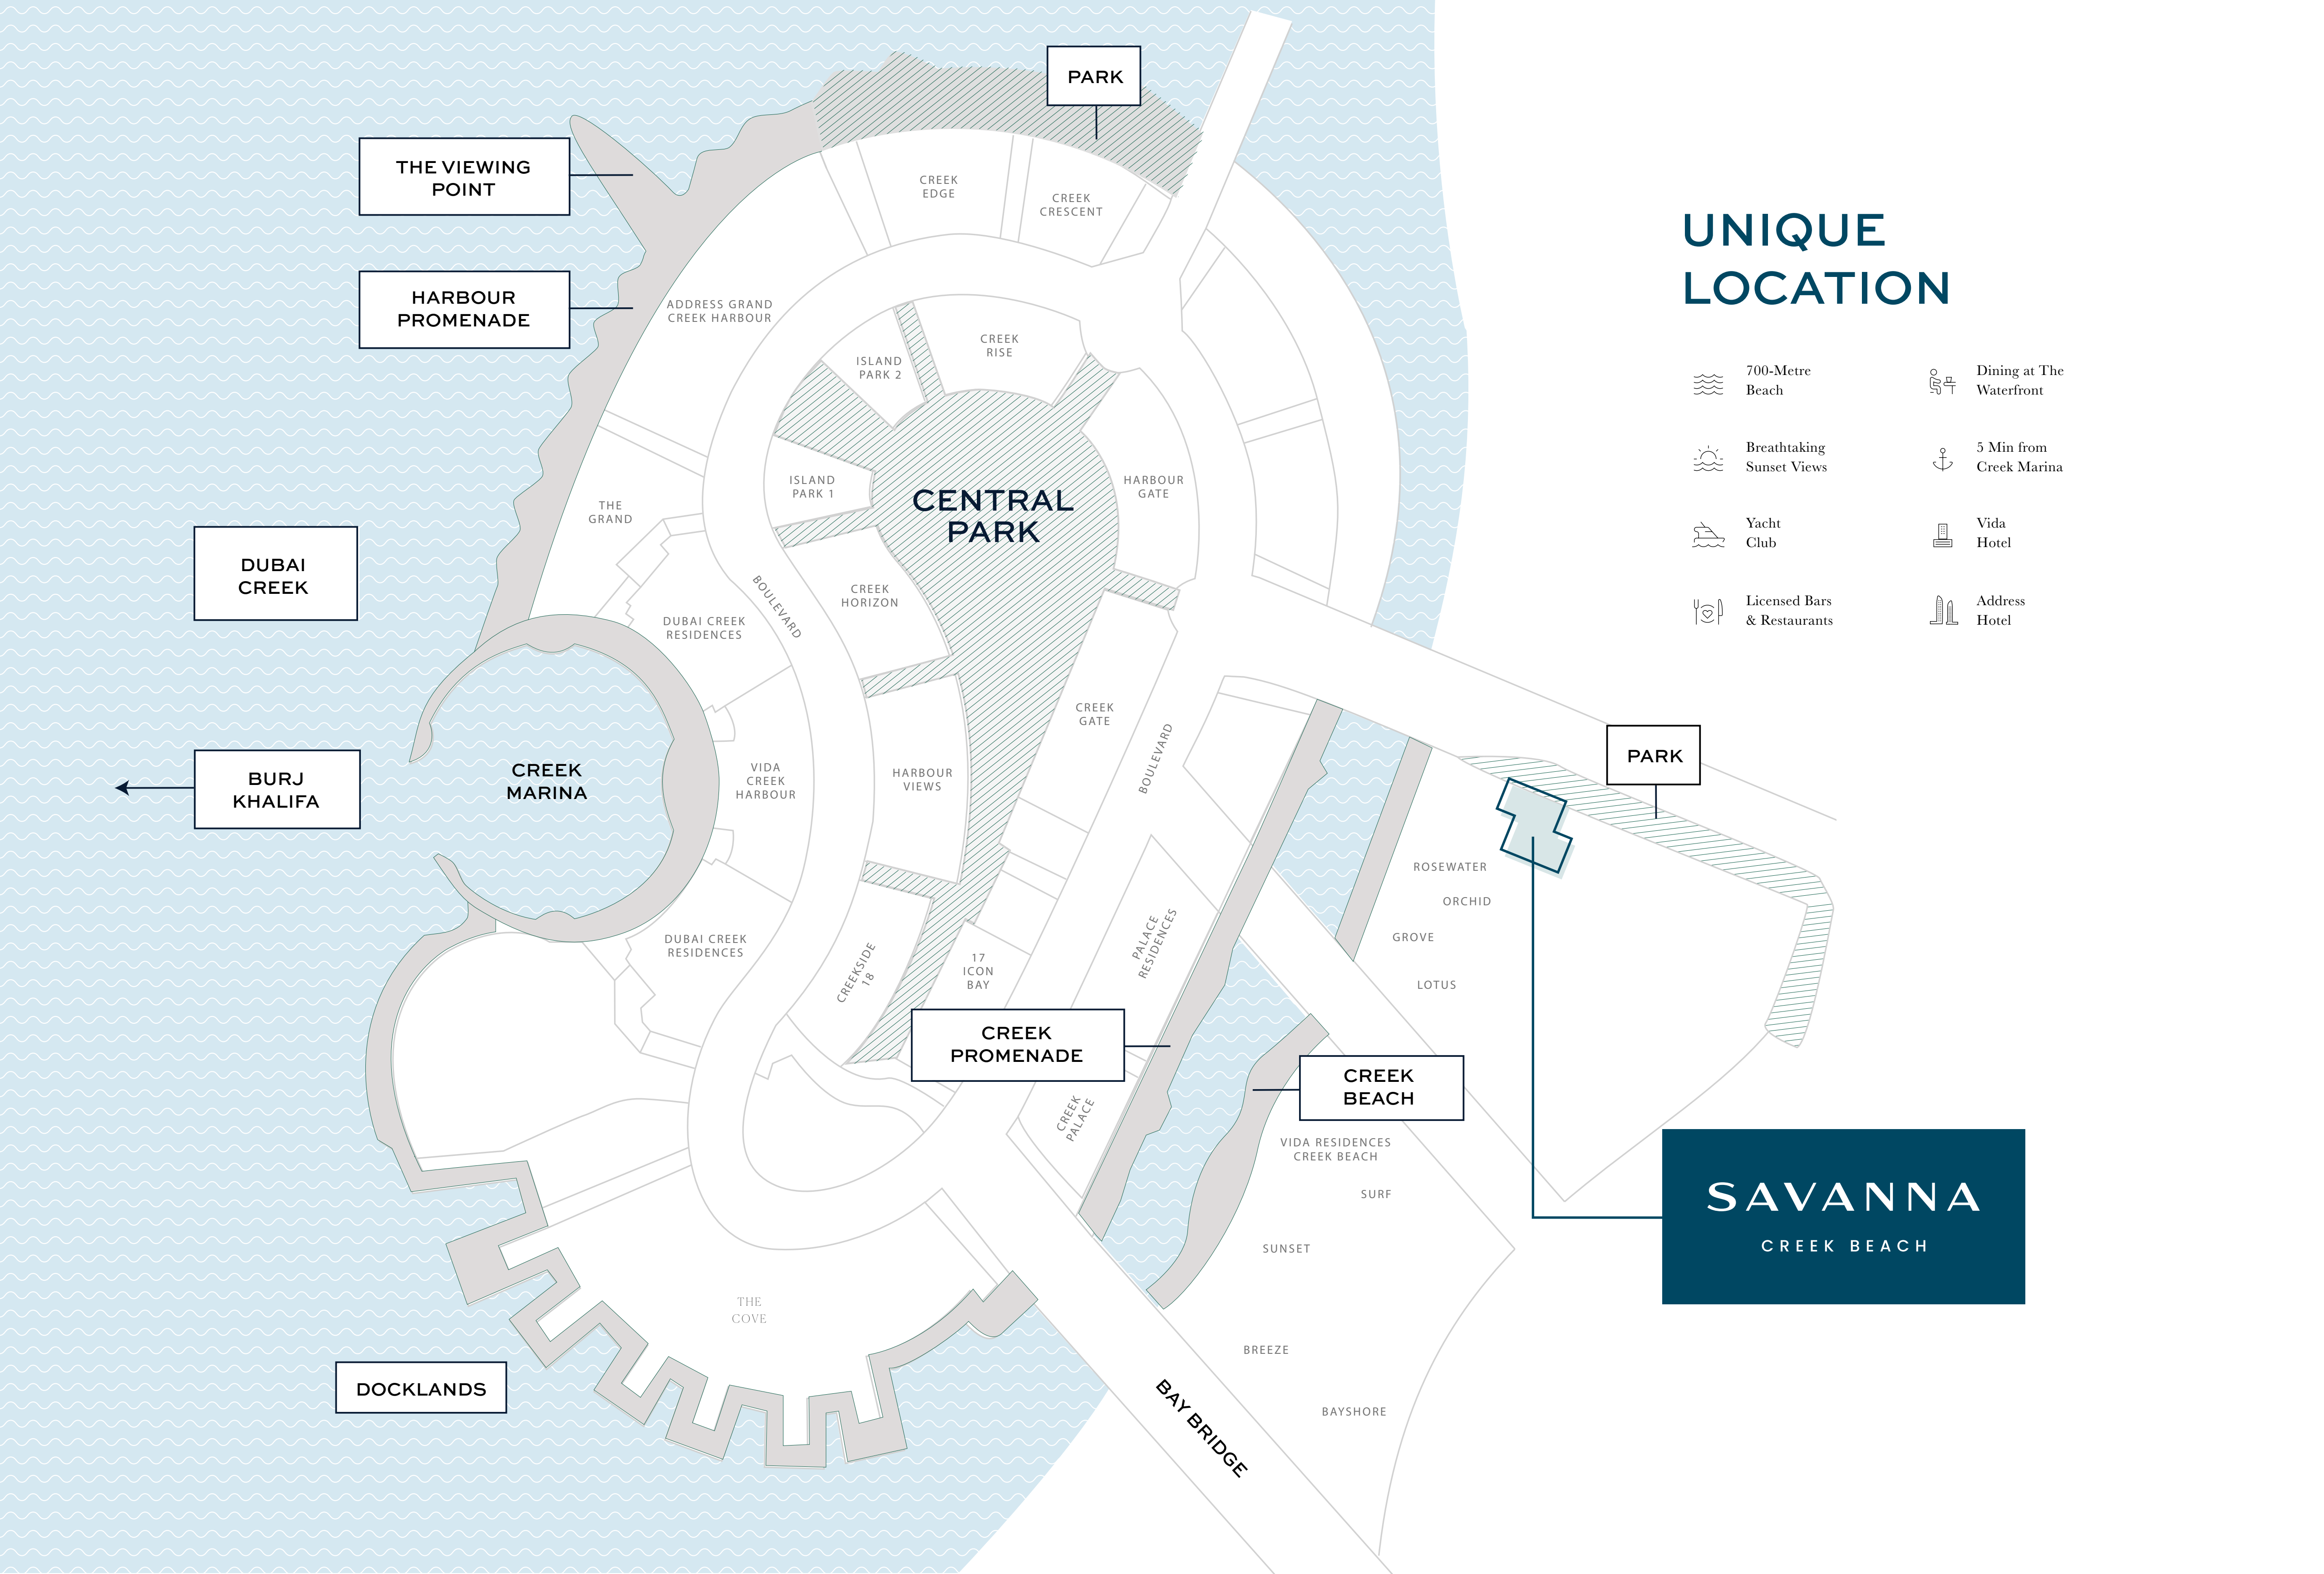 PARK
THE VIEWING
POINT
HARBOUR
PROMENADE
DUBAI
CREEK
BURJ
KHALIFA
CREEK
MARINA
DOCKLANDS
CREEK
EDGE
CREEK
CRESCENT
ADDRESS GRAND
CREEK HARBOUR
ISLAND
PARK 2
CREEK
RISE
ISLAND
PARK 1
CENTRAL
PARK
HARBOUR
GATE
THE
GRAND
BOULEVARD
CREEK
HORIZON
DUBAI CREEK
RESIDENCES
CREEK
GATE
BOULEVARD
VIDA
CREEK
HARBOUR
HARBOUR
VIEWS
DUBAI CREEK
RESIDENCES
CREEKSIDE
18
17
ICON
BAY
PALACE
RESIDENCES
CREEK
PROMENADE
CREEK
PALACE
THE
COVE
CREEK
BEACH
VIDA RESIDENCES
CREEK BEACH
SURF
SUNSET
BREEZE
BAYSHORE
BAY BRIDGE
PARK
ROSEWATER
ORCHID
GROVE
LOTUS
SAVANNA
CREEK BEACH
UNIQUE
LOCATION
700-Metre
Beach
Dining at The
Waterfront
Breathtaking
Sunset Views
5 Min from
Creek Marina
Yacht
Club
Vida
Hotel
Licensed Bars
& Restaurants
Address
Hotel